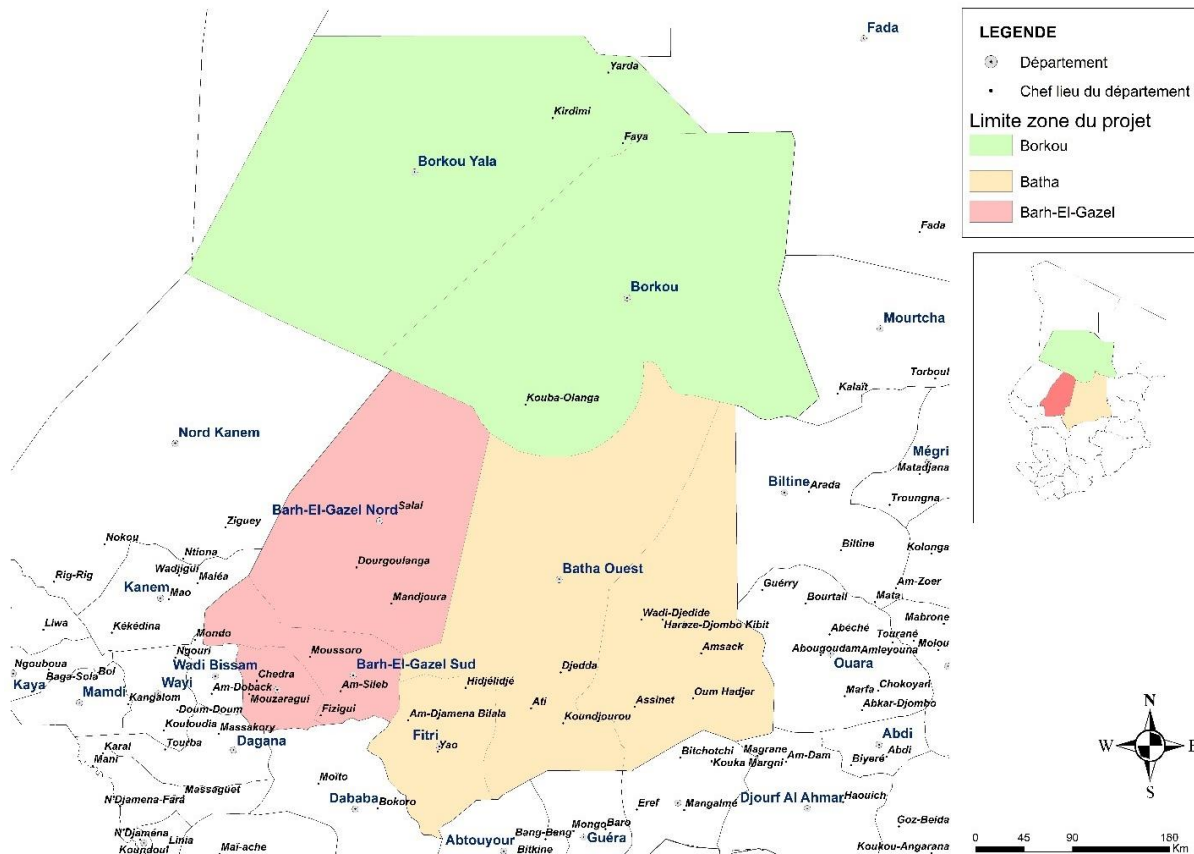 LEGENDE
Département
Chef lieu du département
Limite zone du projet
Borkou
Batha
Barh-El-Gazel
Fada
Yarda
Kirdimi
Faya
Borkou Yala
Fada
Borkou
Mourtcha
Torboul
Kalaït
Kouba-Olanga
Nord Kanem
Mégri
Matadjana
Biltine
Arada
Troungna
Barh-El-Gazel Nord
Salal
Ziguey
Nokou
Ntiona
Biltine
Kolonga
Wadjigui
Dourgoulanga
Rig-Rig
Maléa
Batha Ouest
Kanem
Mao
Guérry
Am-Zoer
Mandjoura
Bourtail
Mata
Wadi-Djedide
Mabrone
Liwa
Kékédina
Haraze-Djombo Kibit
Mondo
Abéché
Tourané
Molou
Ngouri
Moussoro
Amsack
Abougoudam
Amleyouna
Ngouboua
Wadi Bissam
Barh-El-Gazel Sud
Ouara
Baga-Sola
Bol
Chedra
Djedda
Kaya
Wayi
Am-Doback
Am-Sileb
Hidjélidjé
Mamdi
Kangalom
Mouzaragui
Marfa
Chokoyan
Oum Hadjer
Abkar-Djombo
Doum-Doum
Fizigui
Am-Djamena Bilala
Ati
Assinet
Kouloudia
Massakory
Koundjourou
Fitri
Yao
Karal
Tourba
Dagana
Abdi
Abdi
Mani
Bitchotchi
Magrane
Kouka Margni
Am-Dam
Biyeré
Moïto
Massaguet
N'Djamena-Fara
Dababa
Bokoro
Eref
Mangalmé
Djourf Al Ahmar
Haouich
Goz-Beida
N'Djaména
Linia
Koundoul
Maï-ache
Abtouyour
Bang-Bang
Bitkine
Mongo
Baro
Guéra
Koukou-Angarana
N
W
E
S
0 45 90 180
Km